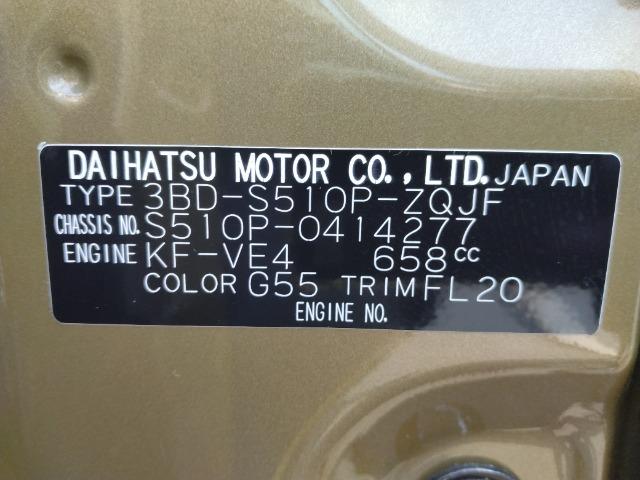 DAIHATSU MOTOR CO., LTD. JAPAN
TYPE 3BD-S510P-ZQJF
CHASSIS NO. S510P-0414277
ENGINE KF-VE4 658cc
COLOR G55 TRIM FL20
ENGINE NO.